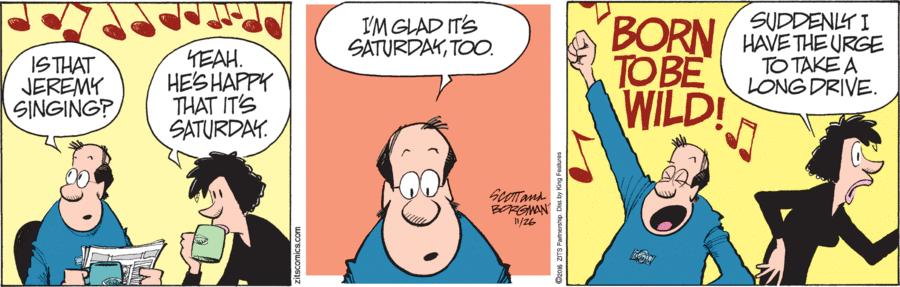 IS THAT
JEREMY
SINGING?
YEAH.
HE'S HAPPY
THAT IT'S
SATURDAY.
zitscomics.com
I'M GLAD IT'S
SATURDAY, TOO.
SCOTT and
BORGMAN
11/26
©2016 ZITS Partnership. Dist. by King Features
BORN
TO BE
WILD!
SUDDENLY I
HAVE THE URGE
TO TAKE A
LONG DRIVE.